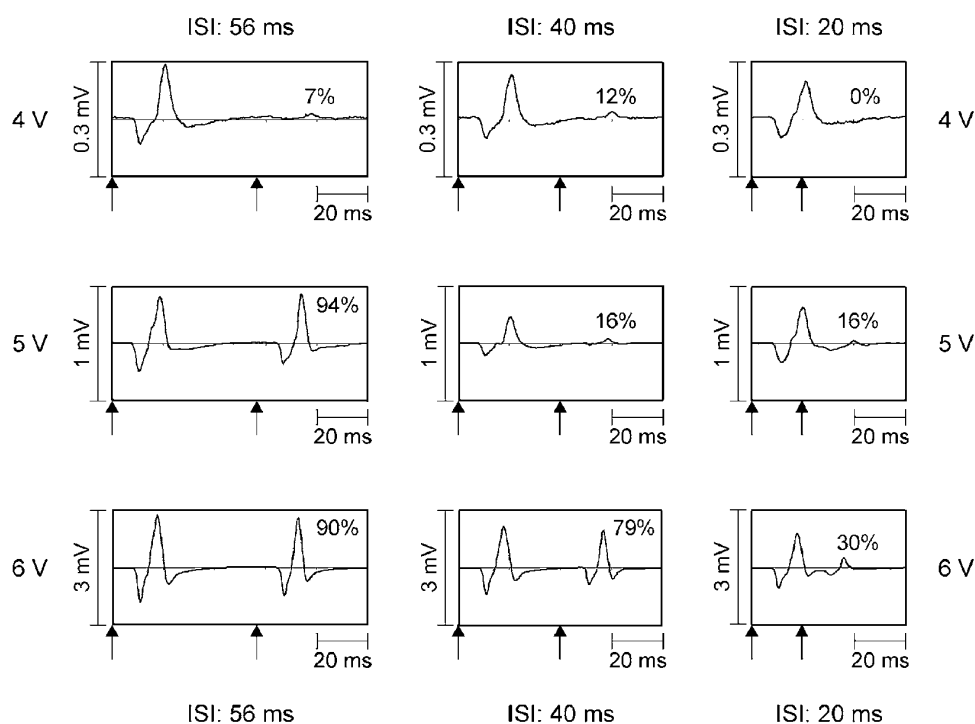 ISI: 56 ms ISI: 40 ms ISI: 20 ms
4 V 0.3 mV 7% 0.3 mV 12% 0.3 mV 0% 4 V
20 ms 20 ms 20 ms
5 V 1 mV 94% 1 mV 16% 1 mV 16% 5 V
20 ms 20 ms 20 ms
6 V 3 mV 90% 3 mV 79% 3 mV 30% 6 V
20 ms 20 ms 20 ms
ISI: 56 ms ISI: 40 ms ISI: 20 ms